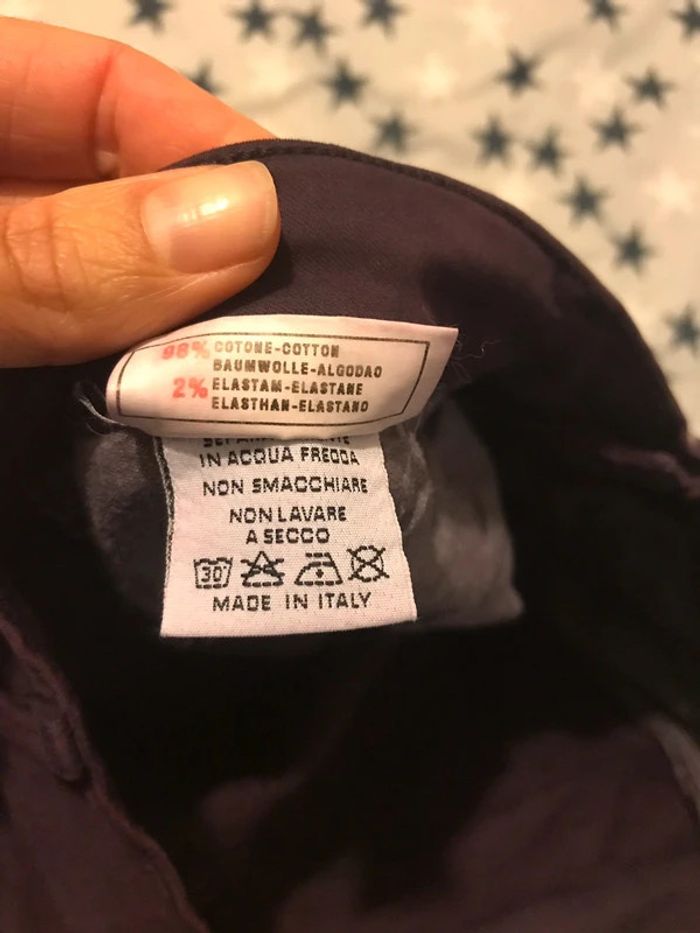 98% COTONE-COTTON
BAUMWOLLE-ALGODAO
2% ELASTAM-ELASTANE
ELASTHAN-ELASTANO
IN ACQUA FREDDA
NON SMACCHIARE
NON LAVARE
A SECCO
30
MADE IN ITALY